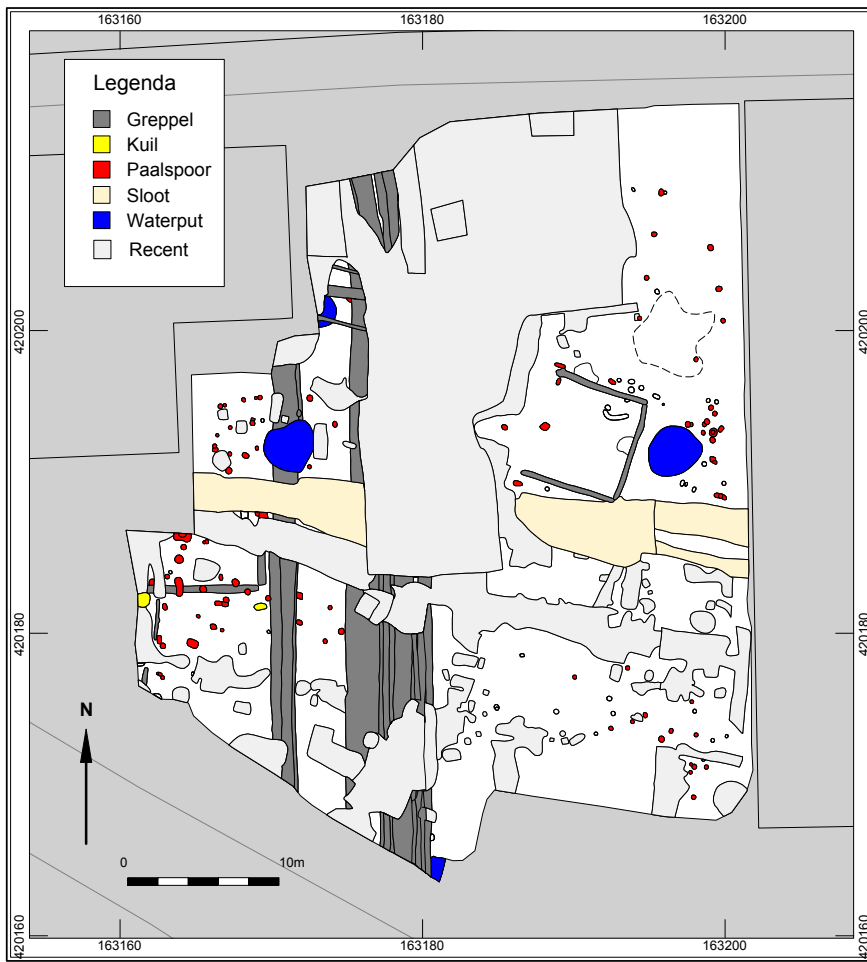 163160 163180 163200
Legenda
Greppel
Kuil
Paalspoor
Sloot
Waterput
Recent
420200 420200
420180 420180
N
0 10m
420160 420160
163160 163180 163200